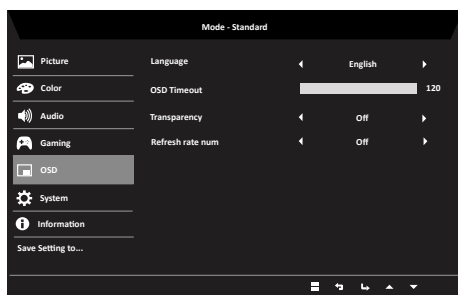 Mode - Standard
Picture
Language
English
Color
OSD Timeout
120
Audio
Transparency
Off
Gaming
Refresh rate num
Off
OSD
System
Information
Save Setting to...